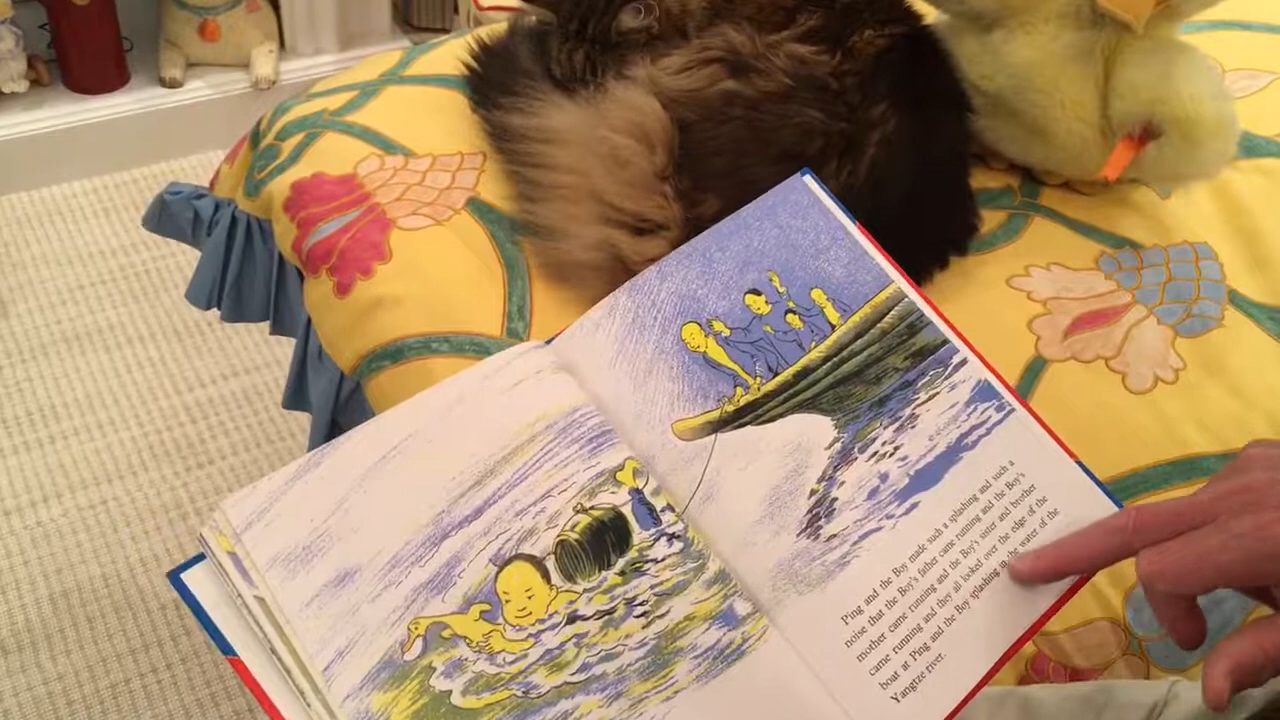 Ping and the Boy made such a splashing and such a
noise that the Boy's father came running and the Boy's
mother came running and the Boy's sister and brother
came running and they all looked over the edge of the
boat at Ping and the Boy splashing in the water of the
Yangtze river.